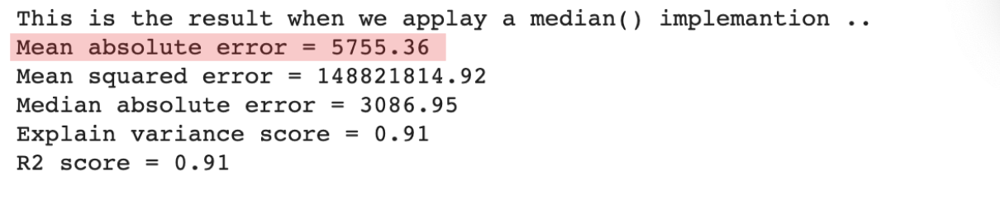 This is the result when we applay a median() implemantion ..
Mean absolute error = 5755.36
Mean squared error = 148821814.92
Median absolute error = 3086.95
Explain variance score = 0.91
R2 score = 0.91